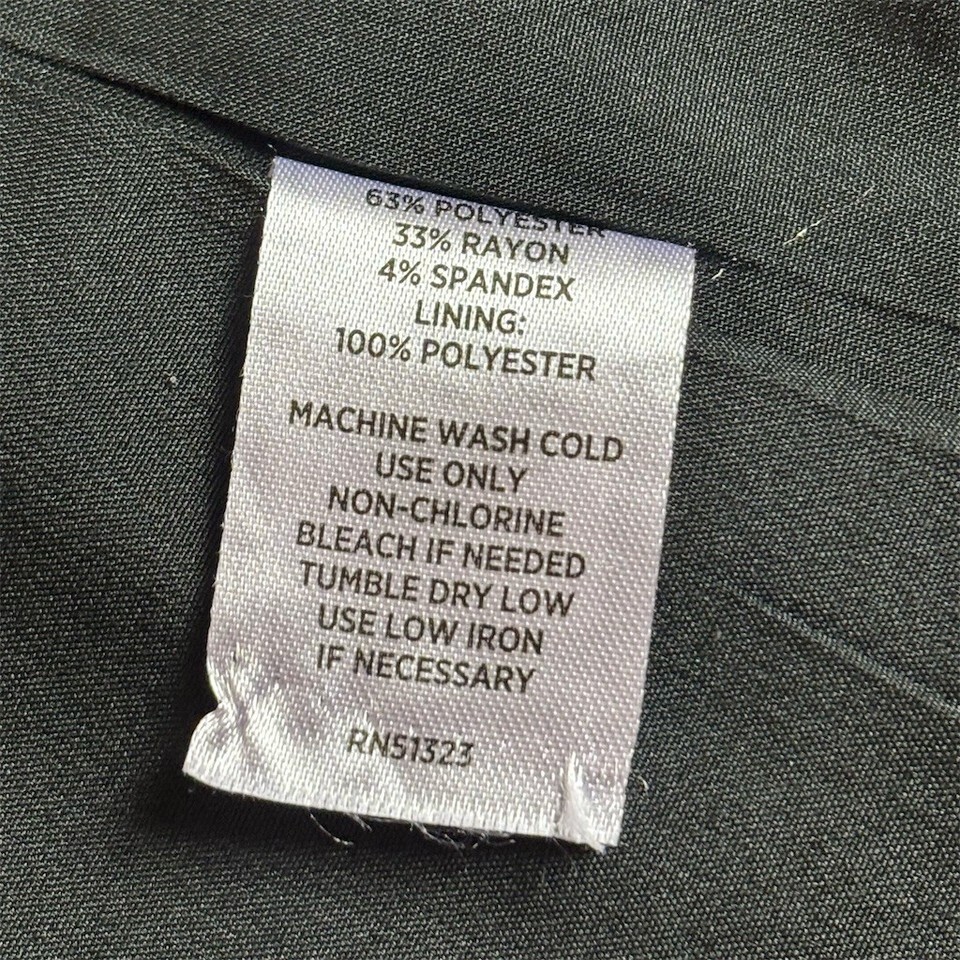 63% POLYESTER
33% RAYON
4% SPANDEX
LINING:
100% POLYESTER
MACHINE WASH COLD
USE ONLY
NON-CHLORINE
BLEACH IF NEEDED
TUMBLE DRY LOW
USE LOW IRON
IF NECESSARY
RN51323